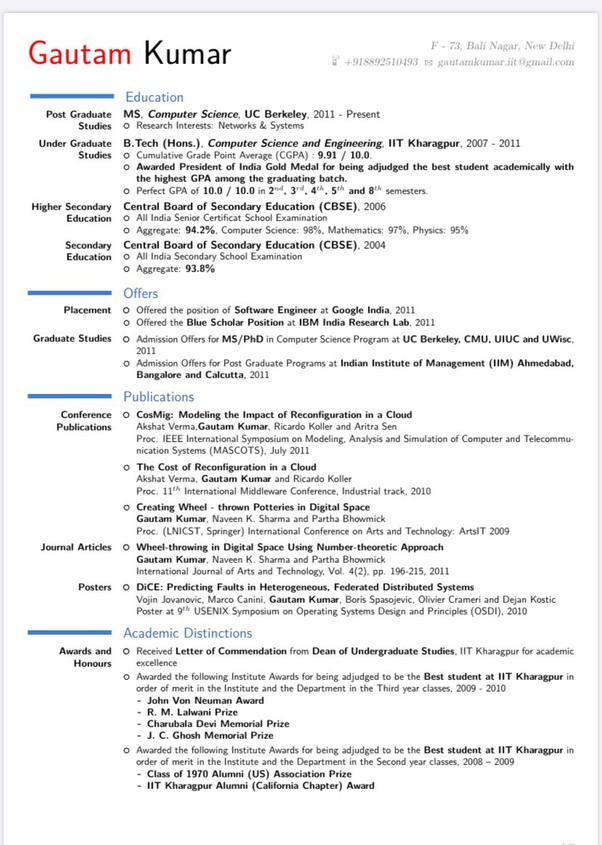 Gautam Kumar
F - 73, Bali Nagar, New Delhi
+918892510493 gautamkumar.iit@gmail.com
Education
Post Graduate Studies
MS, Computer Science, UC Berkeley, 2011 - Present
Research Interests: Networks & Systems
Under Graduate Studies
B.Tech (Hons.), Computer Science and Engineering, IIT Kharagpur, 2007 - 2011
Cumulative Grade Point Average (CGPA) : 9.91 / 10.0.
Awarded President of India Gold Medal for being adjudged the best student academically with
the highest GPA among the graduating batch.
Perfect GPA of 10.0 / 10.0 in 2nd, 3rd, 4th, 5th and 8th semesters.
Higher Secondary Education
Central Board of Secondary Education (CBSE), 2006
All India Senior Certificat School Examination
Aggregate: 94.2%, Computer Science: 98%, Mathematics: 97%, Physics: 95%
Secondary Education
Central Board of Secondary Education (CBSE), 2004
All India Secondary School Examination
Aggregate: 93.8%
Offers
Placement
Offered the position of Software Engineer at Google India, 2011
Offered the Blue Scholar Position at IBM India Research Lab, 2011
Graduate Studies
Admission Offers for MS/PhD in Computer Science Program at UC Berkeley, CMU, UIUC and UWisc,
2011
Admission Offers for Post Graduate Programs at Indian Institute of Management (IIM) Ahmedabad,
Bangalore and Calcutta, 2011
Publications
Conference Publications
CosMig: Modeling the Impact of Reconfiguration in a Cloud
Akshat Verma,Gautam Kumar, Ricardo Koller and Aritra Sen
Proc. IEEE International Symposium on Modeling, Analysis and Simulation of Computer and Telecommu-
nication Systems (MASCOTS), July 2011
The Cost of Reconfiguration in a Cloud
Akshat Verma, Gautam Kumar and Ricardo Koller
Proc. 11th International Middleware Conference, Industrial track, 2010
Creating Wheel - thrown Potteries in Digital Space
Gautam Kumar, Naveen K. Sharma and Partha Bhowmick
Proc. (LNICST, Springer) International Conference on Arts and Technology: ArtsIT 2009
Journal Articles
Wheel-throwing in Digital Space Using Number-theoretic Approach
Gautam Kumar, Naveen K. Sharma and Partha Bhowmick
International Journal of Arts and Technology, Vol. 4(2), pp. 196-215, 2011
Posters
DiCE: Predicting Faults in Heterogeneous, Federated Distributed Systems
Vojin Jovanovic, Marco Canini, Gautam Kumar, Boris Spasojevic, Olivier Crameri and Dejan Kostic
Poster at 9th USENIX Symposium on Operating Systems Design and Principles (OSDI), 2010
Academic Distinctions
Awards and Honours
Received Letter of Commendation from Dean of Undergraduate Studies, IIT Kharagpur for academic
excellence
Awarded the following Institute Awards for being adjudged to be the Best student at IIT Kharagpur in
order of merit in the Institute and the Department in the Third year classes, 2009 - 2010
- John Von Neuman Award
- R. M. Lalwani Prize
- Charubala Devi Memorial Prize
- J. C. Ghosh Memorial Prize
Awarded the following Institute Awards for being adjudged to be the Best student at IIT Kharagpur in
order of merit in the Institute and the Department in the Second year classes, 2008 – 2009
- Class of 1970 Alumni (US) Association Prize
- IIT Kharagpur Alumni (California Chapter) Award